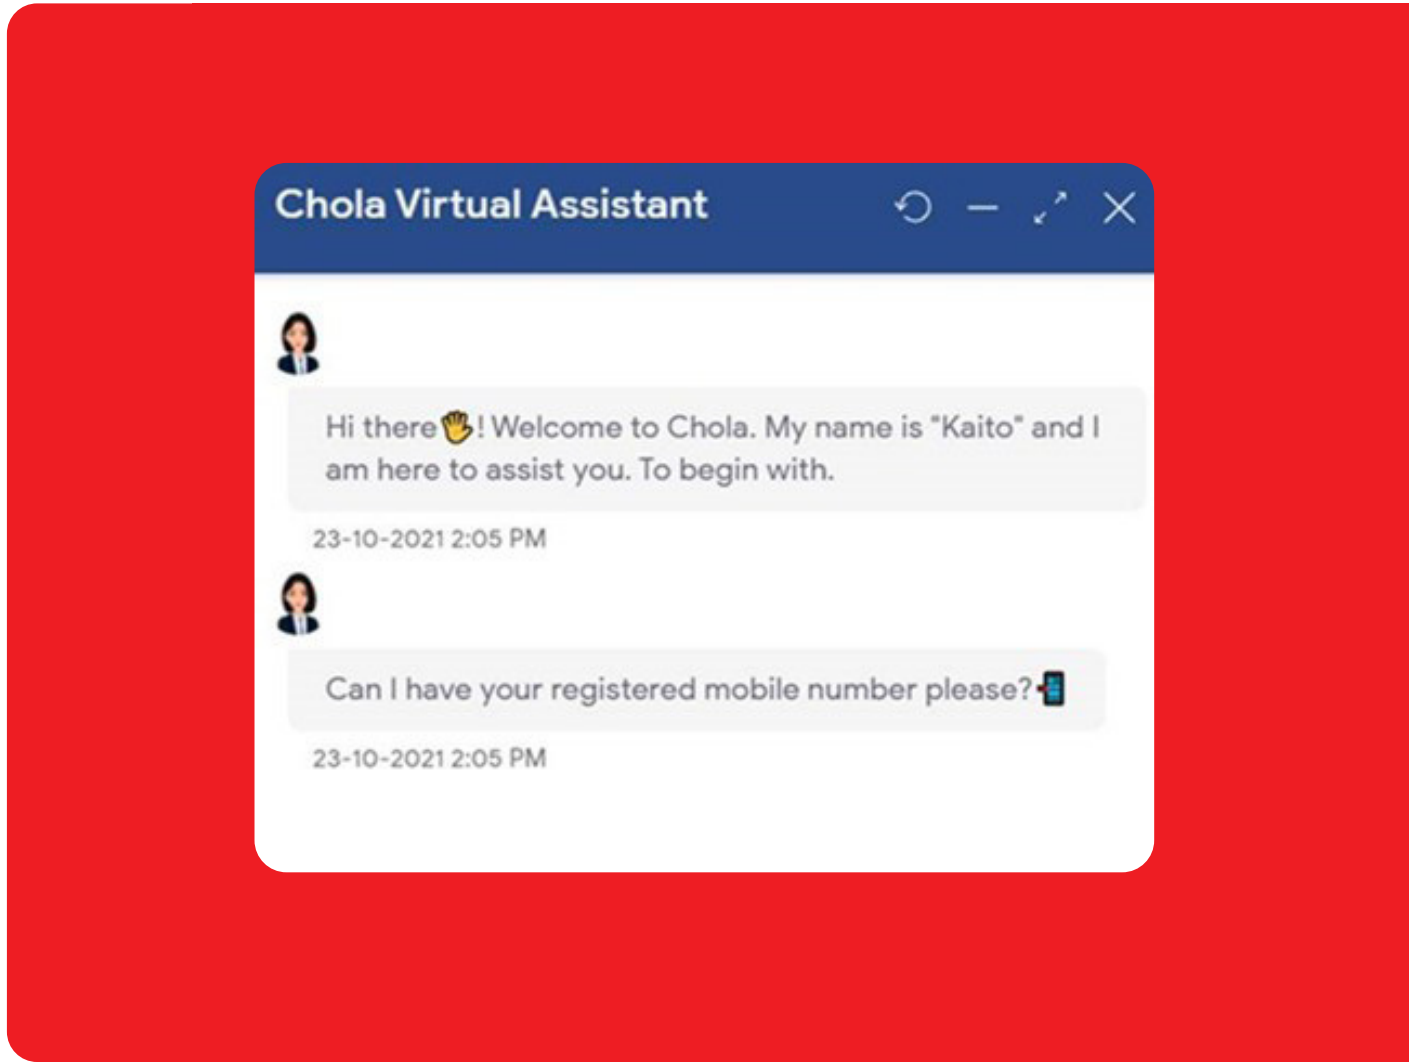 Chola Virtual Assistant
Hi there👋! Welcome to Chola. My name is "Kaito" and I
am here to assist you. To begin with.
23-10-2021 2:05 PM
Can I have your registered mobile number please?📲
23-10-2021 2:05 PM